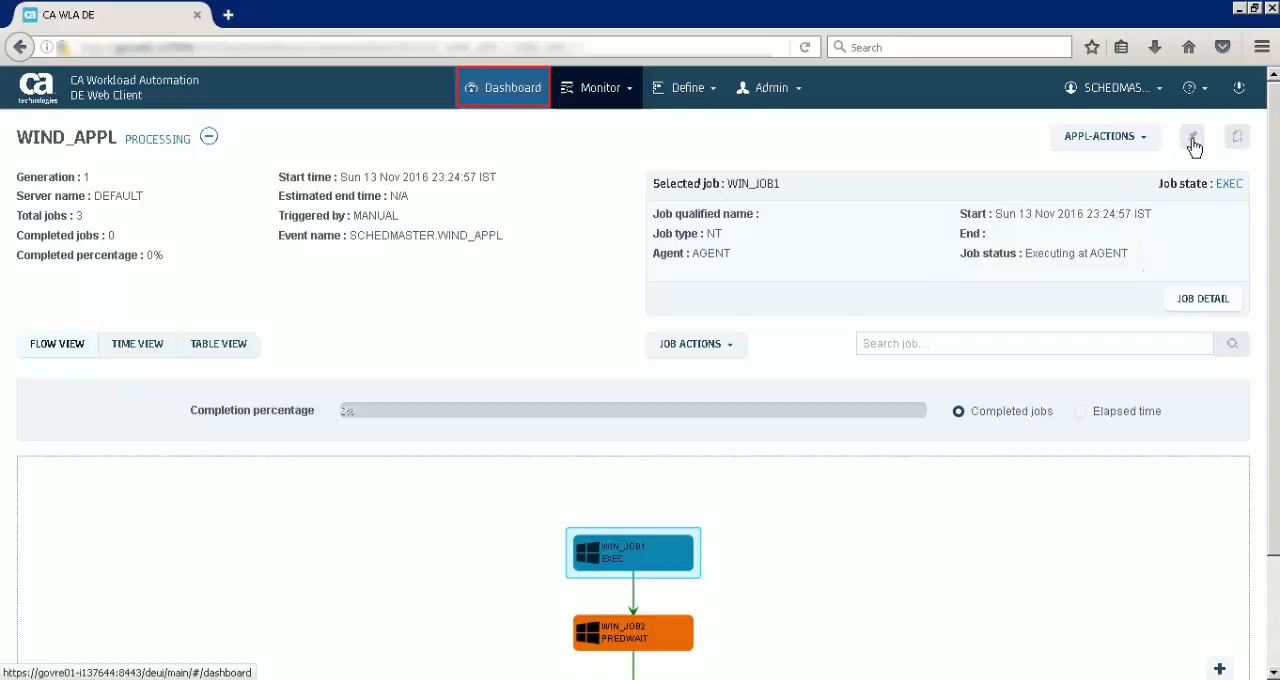 CA WLA DE
Search
ca technologies
CA Workload Automation
DE Web Client
Dashboard
Monitor
Define
Admin
SCHEDMAS...
WIND_APPL PROCESSING
APPL-ACTIONS
Generation : 1
Server name : DEFAULT
Total jobs : 3
Completed jobs : 0
Completed percentage : 0%
Start time : Sun 13 Nov 2016 23:24:57 IST
Estimated end time : N/A
Triggered by : MANUAL
Event name : SCHEDMASTER.WIND_APPL
Selected job : WIN_JOB1
Job state : EXEC
Job qualified name :
Job type : NT
Agent : AGENT
Start : Sun 13 Nov 2016 23:24:57 IST
End :
Job status : Executing at AGENT
JOB DETAIL
FLOW VIEW
TIME VIEW
TABLE VIEW
JOB ACTIONS
Search job....
Completion percentage
Completed jobs
Elapsed time
WIN_JOB1
EXEC
WIN_JOB2
PREDWAIT
https://govre01-i137644:8443/deui/main/#/dashboard